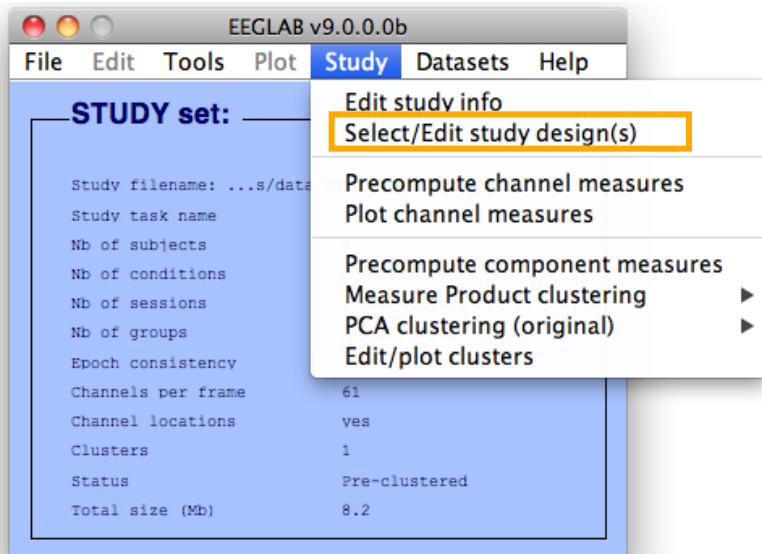 EEGLAB v9.0.0.0b
File Edit Tools Plot Study Datasets Help
STUDY set:
Edit study info
Select/Edit study design(s)
Precompute channel measures
Plot channel measures
Precompute component measures
Measure Product clustering
PCA clustering (original)
Edit/plot clusters
Study filename: ...s/data
Study task name
Nb of subjects
Nb of conditions
Nb of sessions
Nb of groups
Epoch consistency
Channels per frame 61
Channel locations yes
Clusters 1
Status Pre-clustered
Total size (Mb) 8.2